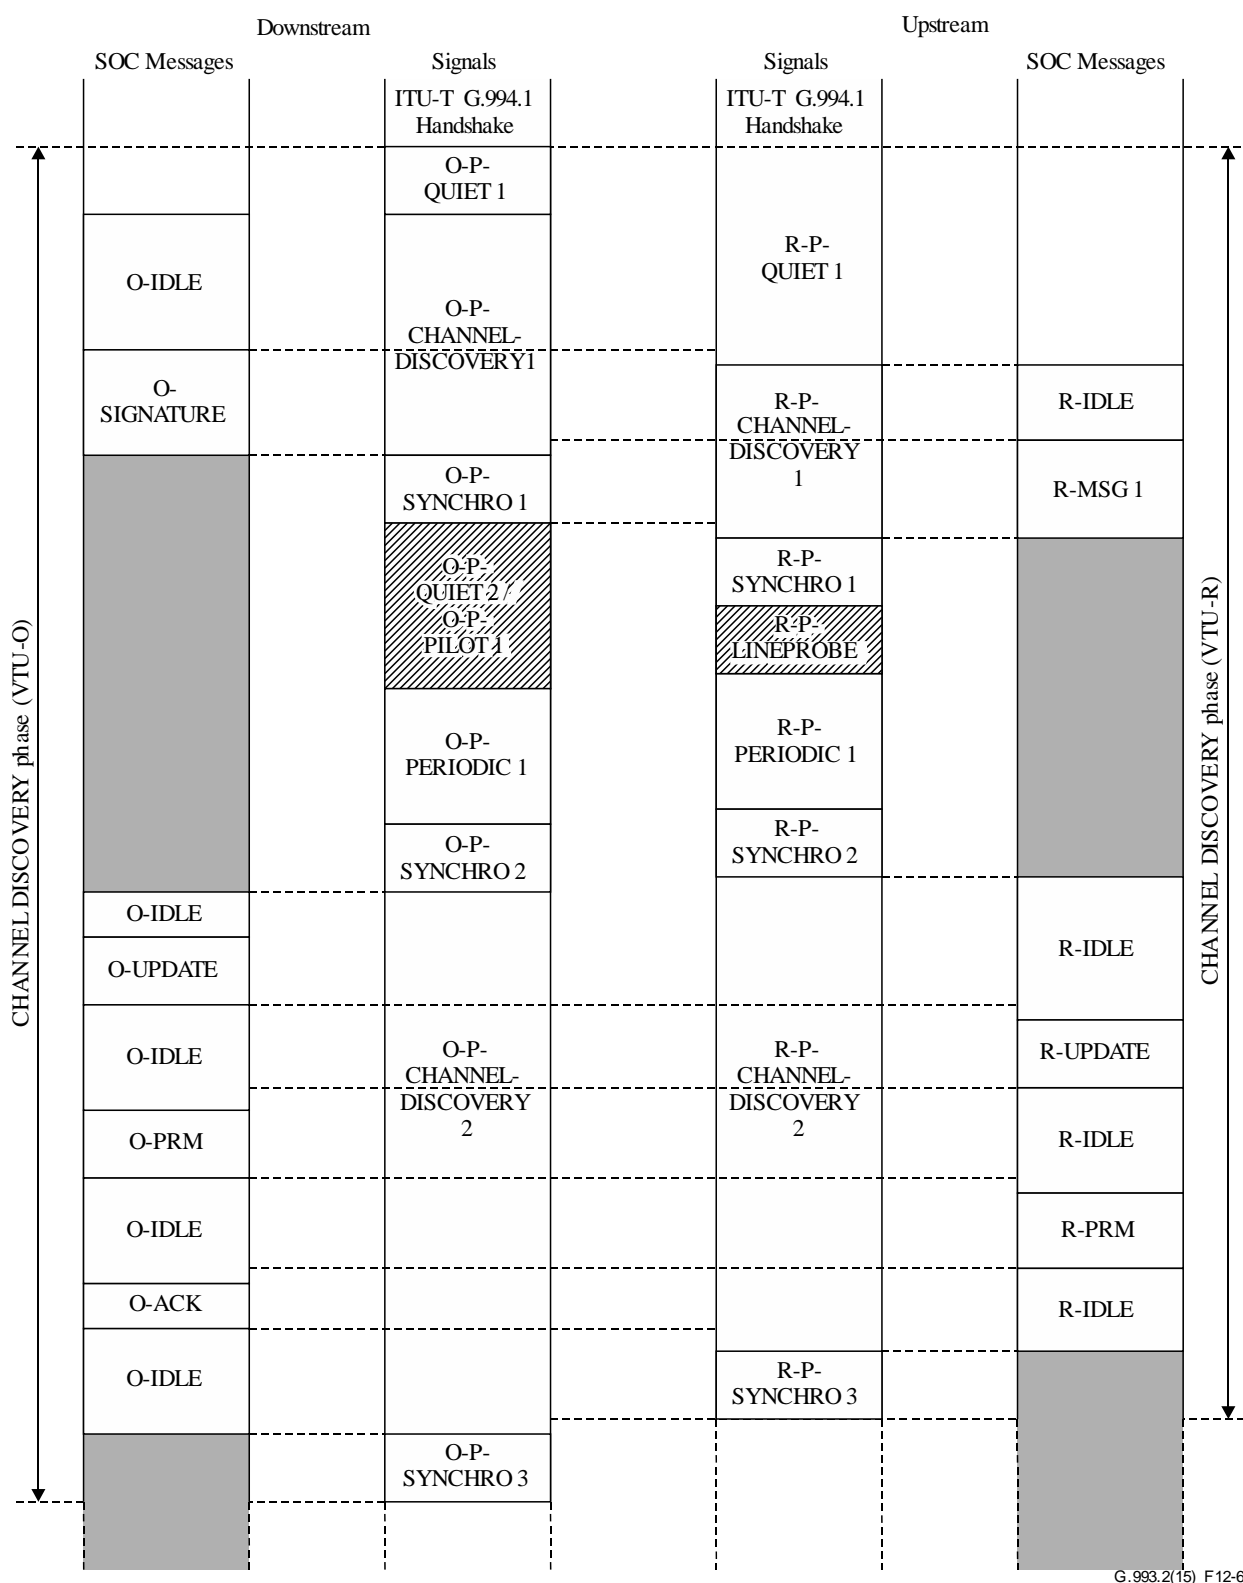 Downstream
Upstream
SOC Messages
Signals
Signals
SOC Messages
ITU-T G.994.1
Handshake
ITU-T G.994.1
Handshake
O-P-
QUIET 1
R-P-
QUIET 1
O-IDLE
O-P-
CHANNEL-
DISCOVERY1
O-
SIGNATURE
R-P-
CHANNEL-
DISCOVERY
1
R-IDLE
O-P-
SYNCHRO 1
R-MSG 1
O-P-
QUIET 2 /
O-P-
PILOT 1
R-P-
SYNCHRO 1
R-P-
LINEPROBE
O-P-
PERIODIC 1
R-P-
PERIODIC 1
O-P-
SYNCHRO 2
R-P-
SYNCHRO 2
CHANNEL DISCOVERY phase (VTU-O)
CHANNEL DISCOVERY phase (VTU-R)
O-IDLE
O-UPDATE
R-IDLE
O-IDLE
O-P-
CHANNEL-
DISCOVERY
2
R-P-
CHANNEL-
DISCOVERY
2
R-UPDATE
O-PRM
R-IDLE
O-IDLE
R-PRM
O-ACK
R-IDLE
O-IDLE
R-P-
SYNCHRO 3
O-P-
SYNCHRO 3
G.993.2(15)_F12-6